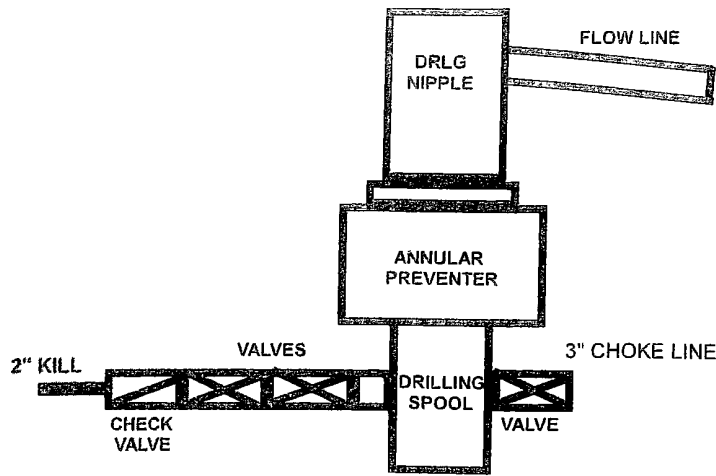 FLOW LINE
DRLG
NIPPLE
ANNULAR
PREVENTER
VALVES
3" CHOKE LINE
2" KILL
DRILLING
SPOOL
CHECK
VALVE
VALVE